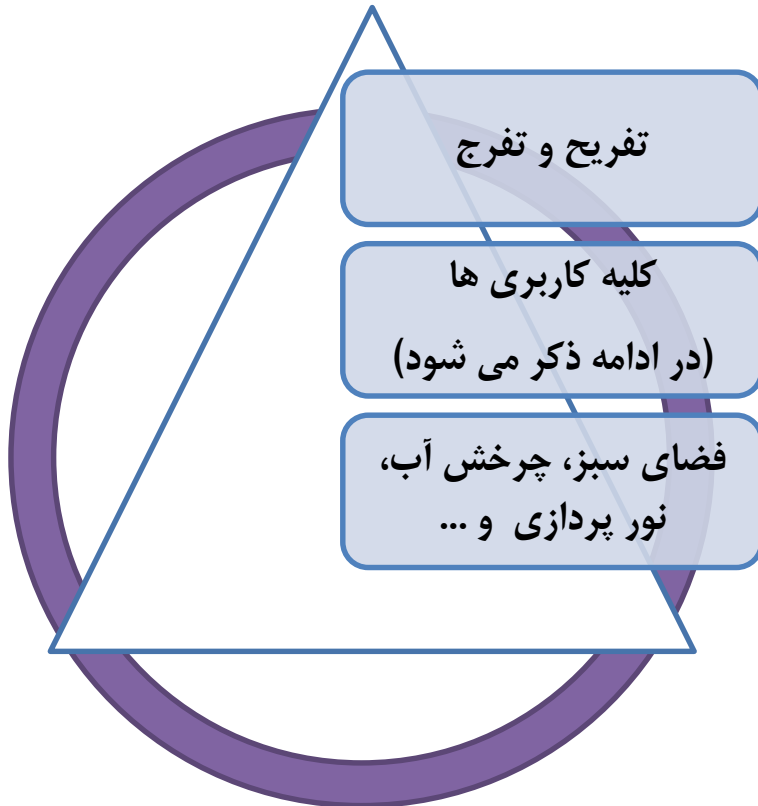 تفریح و تفرج
کلیه کاربری ها
(در ادامه ذکر می شود)
فضای سبز، چرخش آب،
نور پردازی و ...